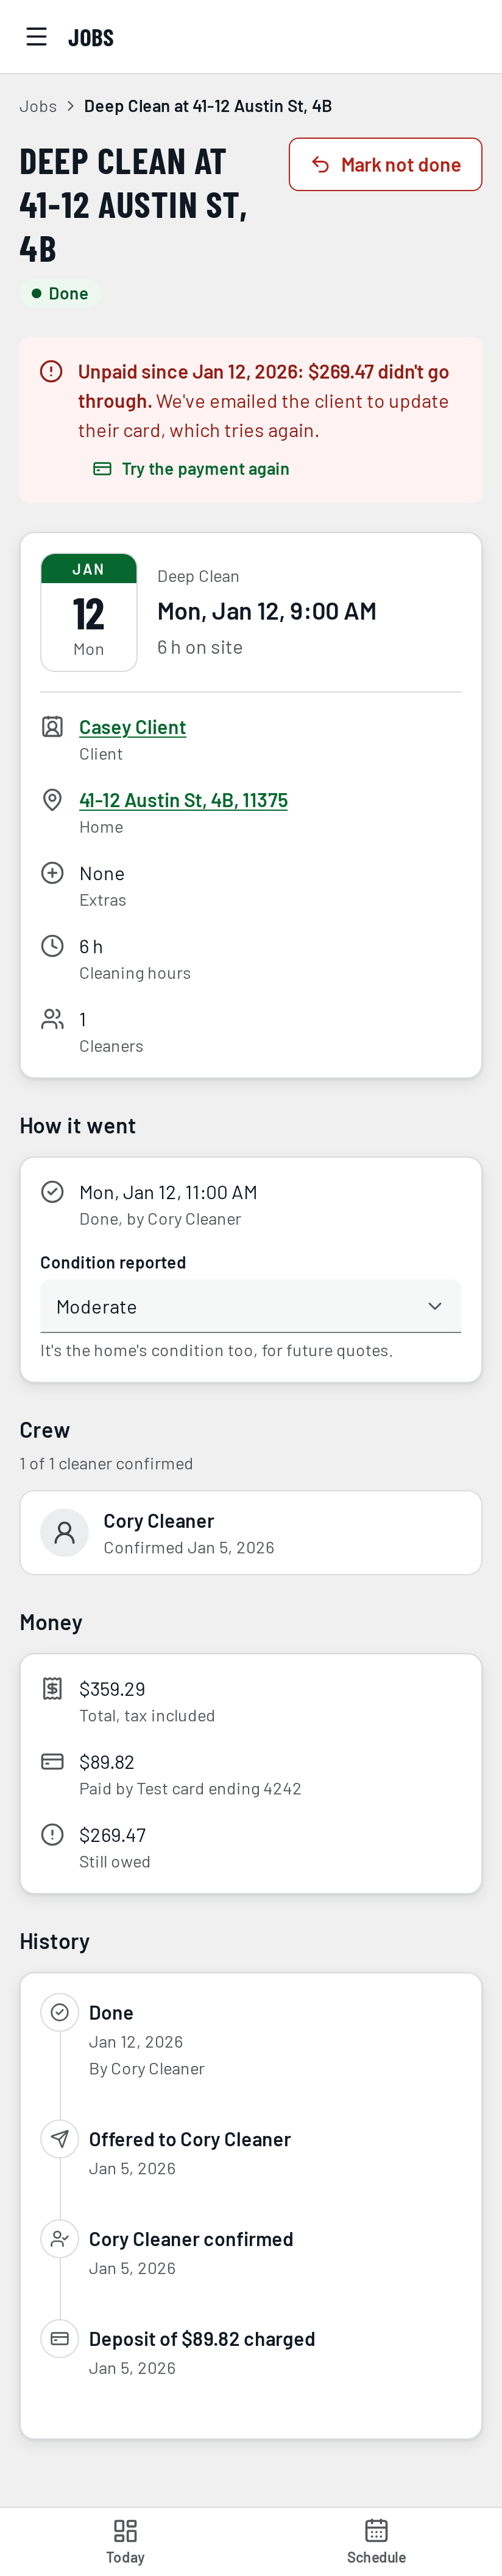 JOBS
Jobs > Deep Clean at 41-12 Austin St, 4B
DEEP CLEAN AT
41-12 AUSTIN ST,
4B
Mark not done
Done
Unpaid since Jan 12, 2026: $269.47 didn't go
through. We've emailed the client to update
their card, which tries again.
Try the payment again
JAN
12
Mon
Deep Clean
Mon, Jan 12, 9:00 AM
6 h on site
Casey Client
Client
41-12 Austin St, 4B, 11375
Home
None
Extras
6 h
Cleaning hours
1
Cleaners
How it went
Mon, Jan 12, 11:00 AM
Done, by Cory Cleaner
Condition reported
Moderate
It's the home's condition too, for future quotes.
Crew
1 of 1 cleaner confirmed
Cory Cleaner
Confirmed Jan 5, 2026
Money
$359.29
Total, tax included
$89.82
Paid by Test card ending 4242
$269.47
Still owed
History
Done
Jan 12, 2026
By Cory Cleaner
Offered to Cory Cleaner
Jan 5, 2026
Cory Cleaner confirmed
Jan 5, 2026
Deposit of $89.82 charged
Jan 5, 2026
Today
Schedule